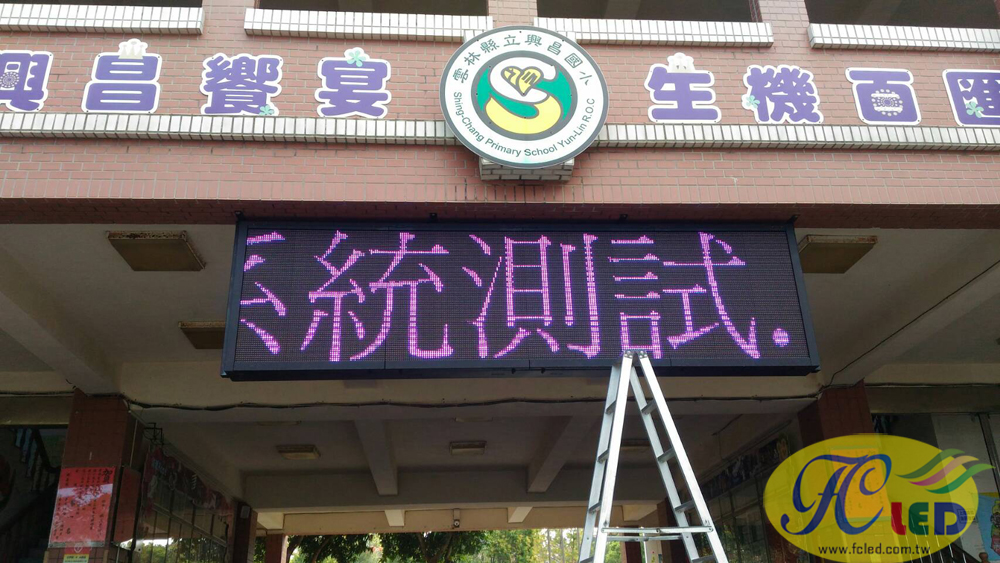 興昌饗宴 生機百匯
雲林縣立興昌國小
Shing-Chang Primary School Yun-Lin R.O.C
統測試.
FC LED
www.fcled.com.tw